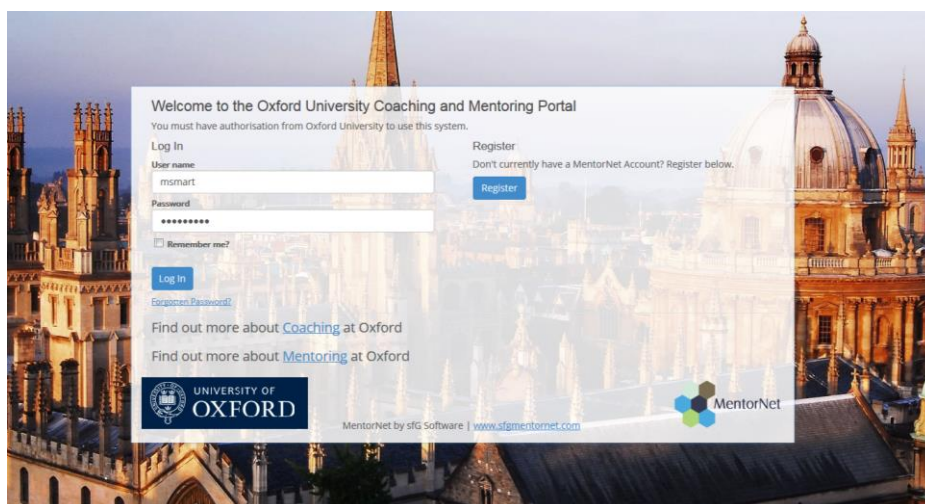 Welcome to the Oxford University Coaching and Mentoring Portal
You must have authorisation from Oxford University to use this system.
Log In
User name
msmart
Password
•••••••••
Remember me?
Log In
Forgotten Password?
Register
Don't currently have a MentorNet Account? Register below.
Register
Find out more about Coaching at Oxford
Find out more about Mentoring at Oxford
UNIVERSITY OF
OXFORD
MentorNet by sfG Software | www.sfgmentornet.com
MentorNet